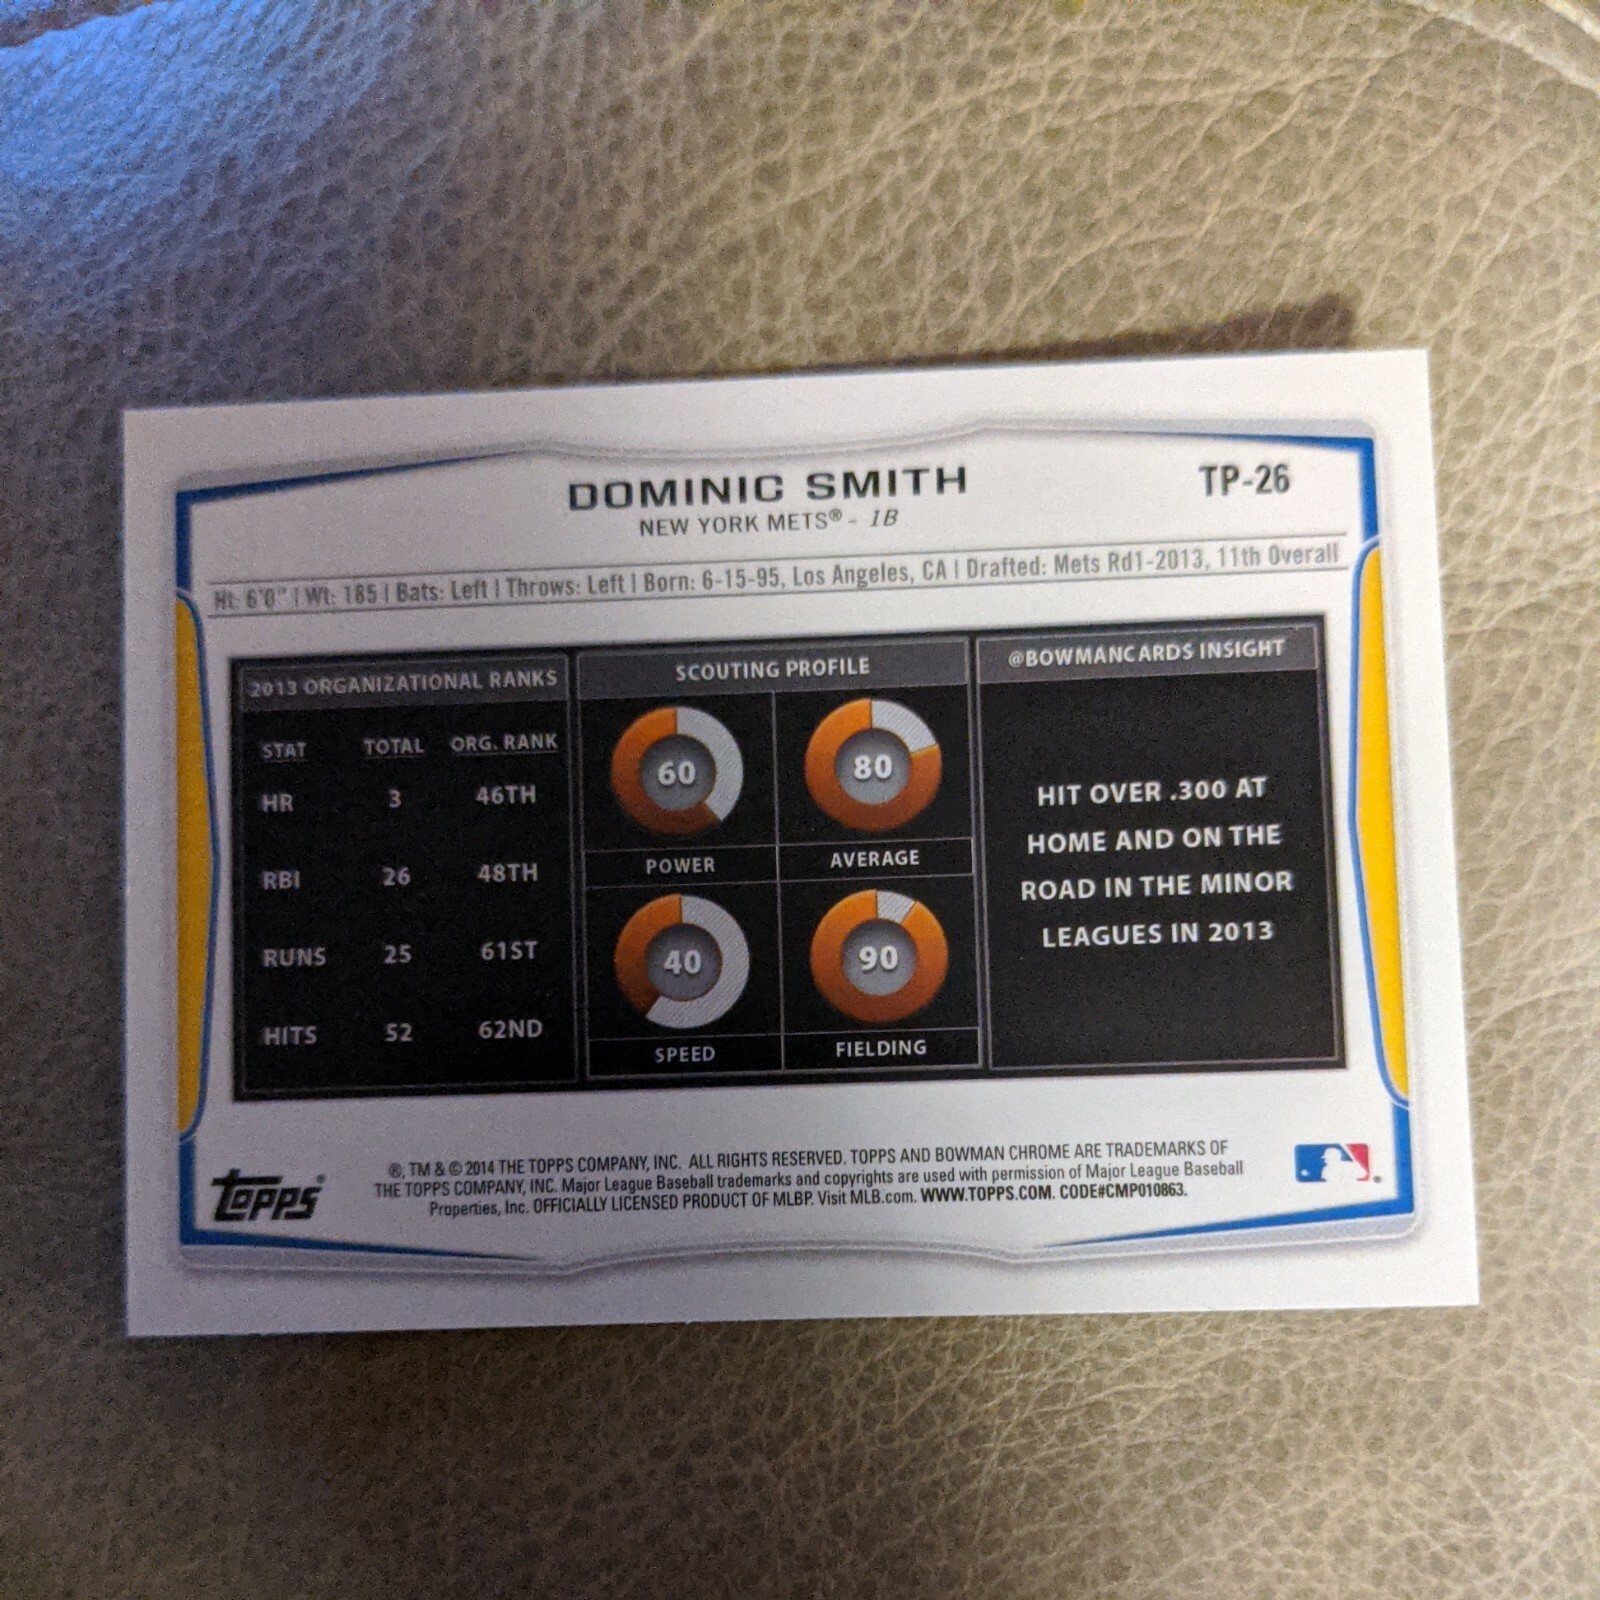 DOMINIC SMITH
TP-26
NEW YORK METS® - 1B
Ht: 6'0" | Wt: 185 | Bats: Left | Throws: Left | Born: 6-15-95, Los Angeles, CA | Drafted: Mets Rd1-2013, 11th Overall
2013 ORGANIZATIONAL RANKS
STAT TOTAL ORG. RANK
HR 3 46TH
RBI 26 48TH
RUNS 25 61ST
HITS 52 62ND
SCOUTING PROFILE
60
POWER
80
AVERAGE
40
SPEED
90
FIELDING
@BOWMANCARDS INSIGHT
HIT OVER .300 AT
HOME AND ON THE
ROAD IN THE MINOR
LEAGUES IN 2013
Topps®
®, TM & © 2014 THE TOPPS COMPANY, INC. ALL RIGHTS RESERVED. TOPPS AND BOWMAN CHROME ARE TRADEMARKS OF
THE TOPPS COMPANY, INC. Major League Baseball trademarks and copyrights are used with permission of Major League Baseball
Properties, Inc. OFFICIALLY LICENSED PRODUCT OF MLBP. Visit MLB.com. WWW.TOPPS.COM. CODE#CMP010863.